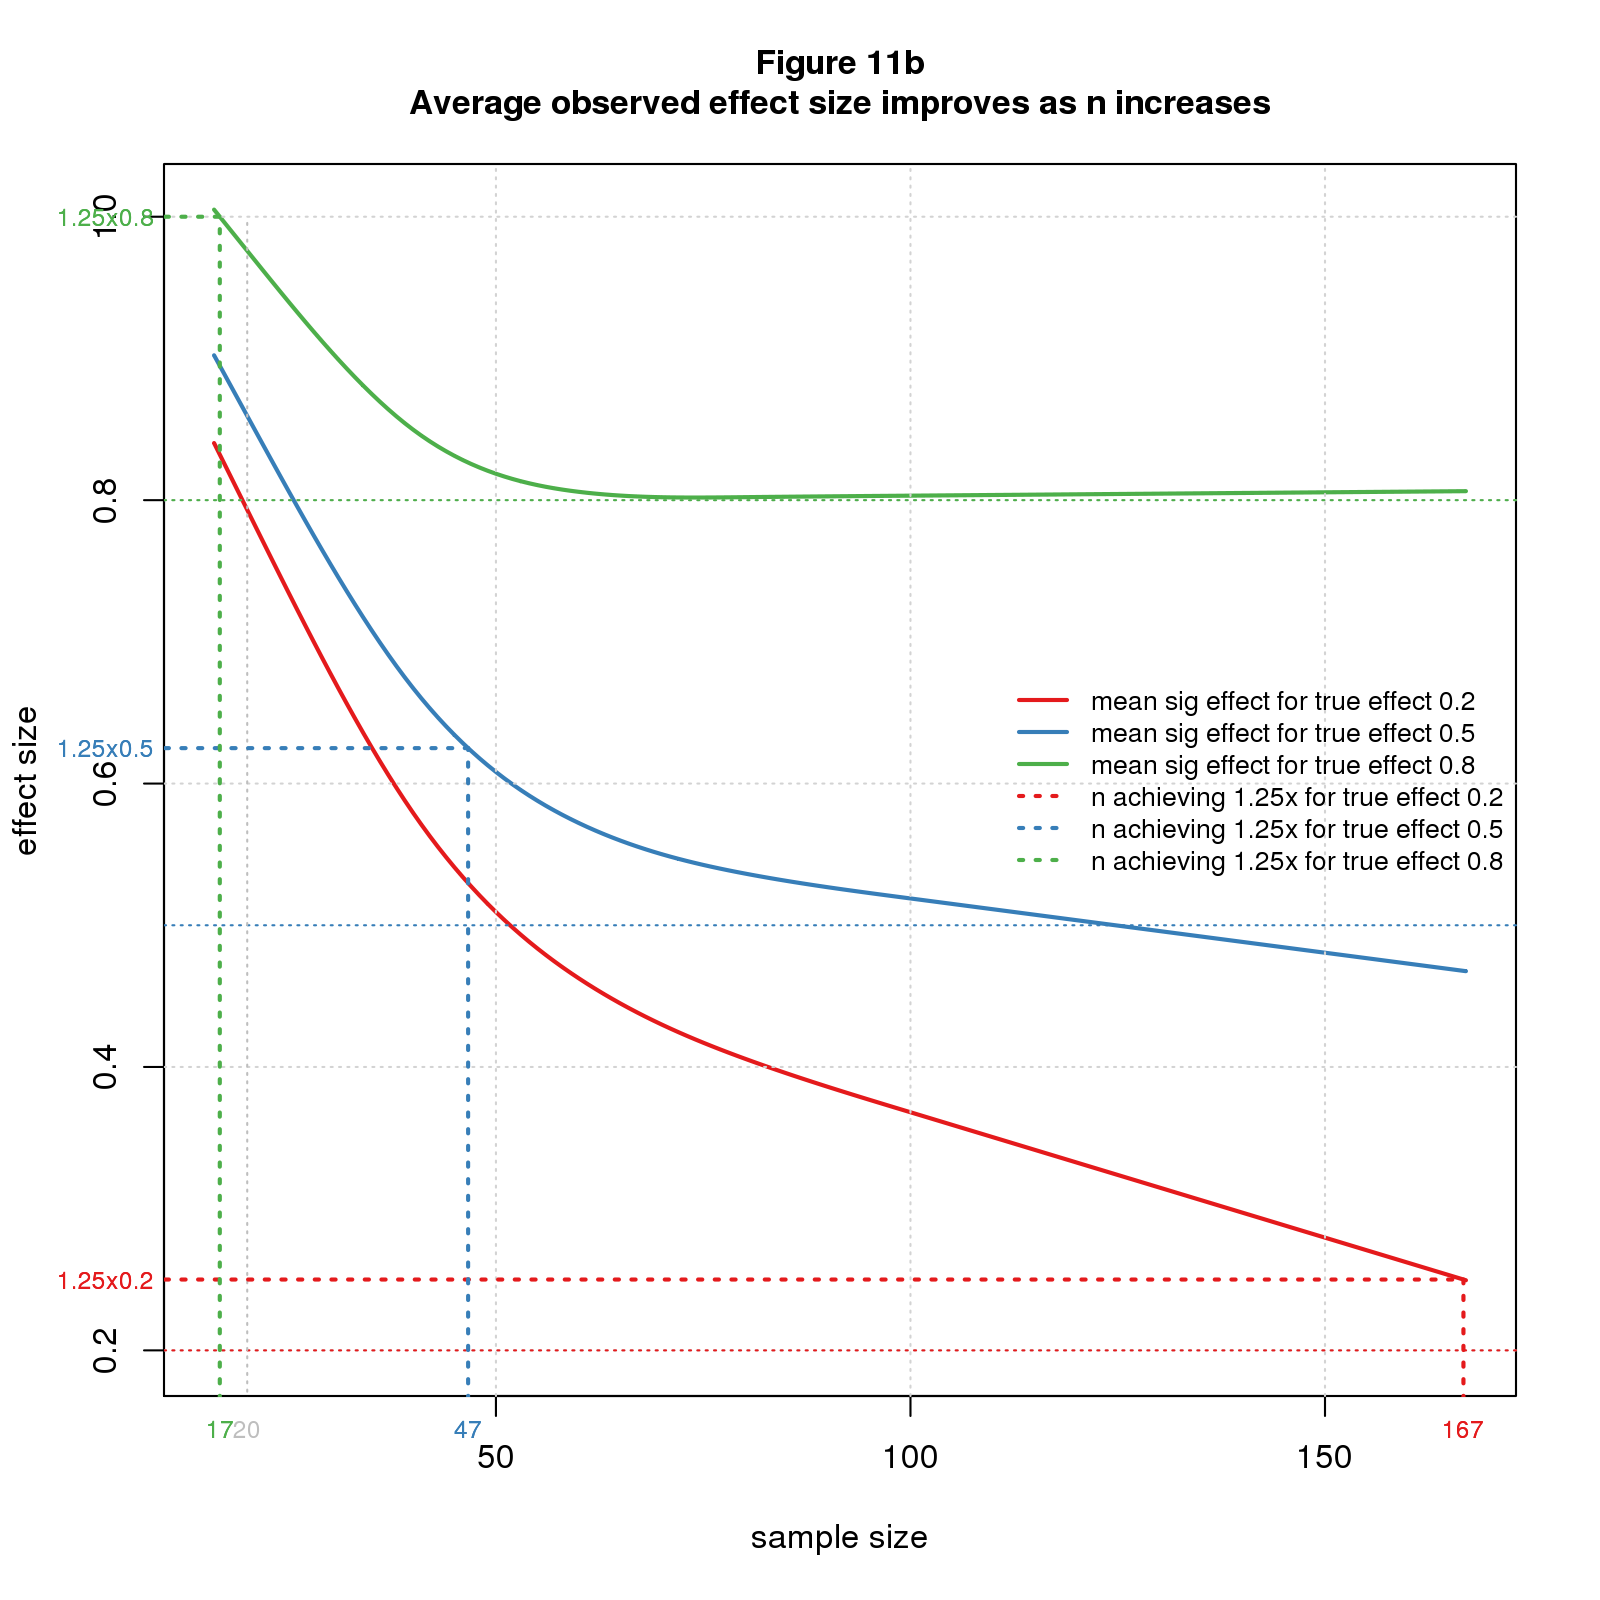 Figure 11b
Average observed effect size improves as n increases
1.0
1.25x0.8
0.8
1.25x0.5
0.6
0.4
1.25x0.2
0.2
effect size
mean sig effect for true effect 0.2
mean sig effect for true effect 0.5
mean sig effect for true effect 0.8
n achieving 1.25x for true effect 0.2
n achieving 1.25x for true effect 0.5
n achieving 1.25x for true effect 0.8
17 20 47 167
50 100 150
sample size